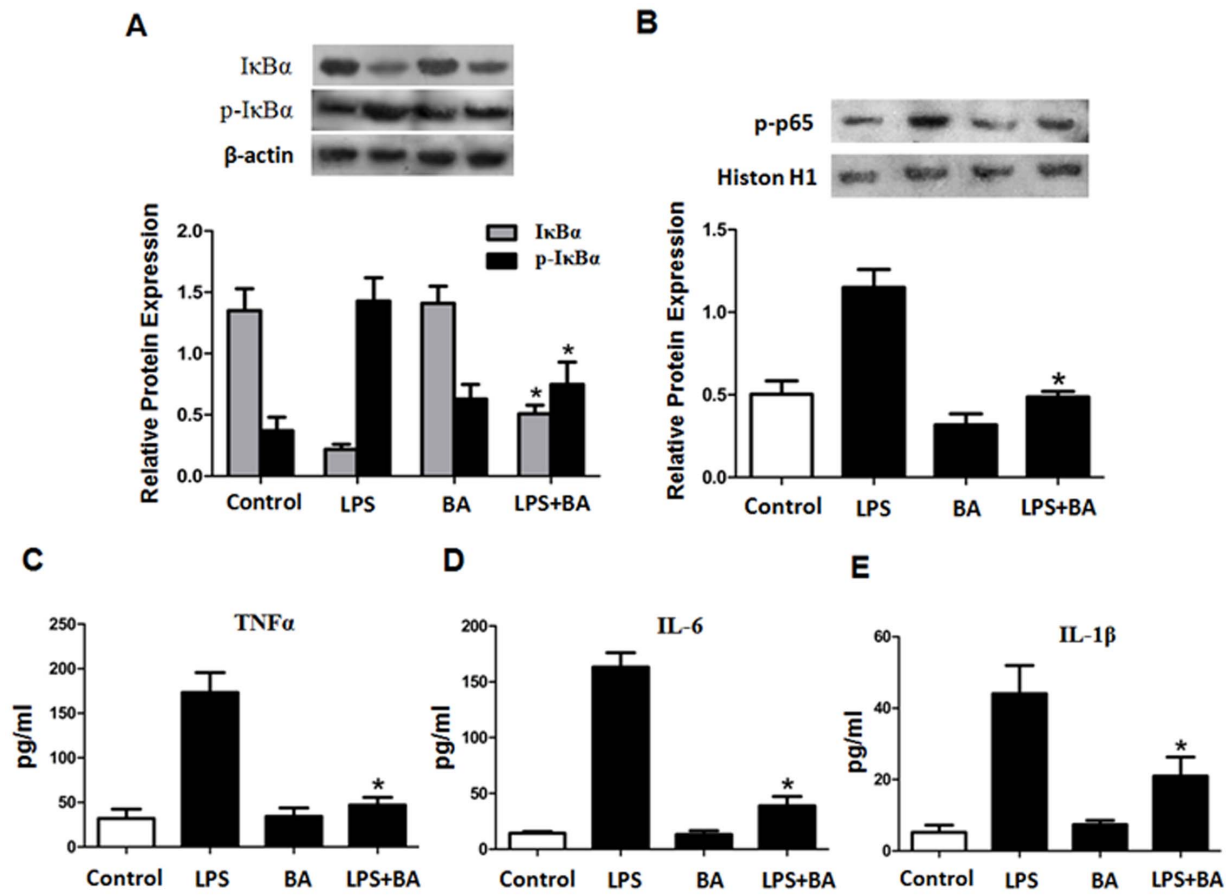 A
IκBα
p-IκBα
β-actin
Relative Protein Expression
2.0
1.5
1.0
0.5
0.0
IκBα
p-IκBα
*
*
Control LPS BA LPS+BA
B
p-p65
Histon H1
Relative Protein Expression
1.5
1.0
0.5
0.0
*
Control LPS BA LPS+BA
C
TNFα
pg/ml
250
200
150
100
50
0
*
Control LPS BA LPS+BA
D
IL-6
pg/ml
200
150
100
50
0
*
Control LPS BA LPS+BA
E
IL-1β
pg/ml
60
40
20
0
*
Control LPS BA LPS+BA